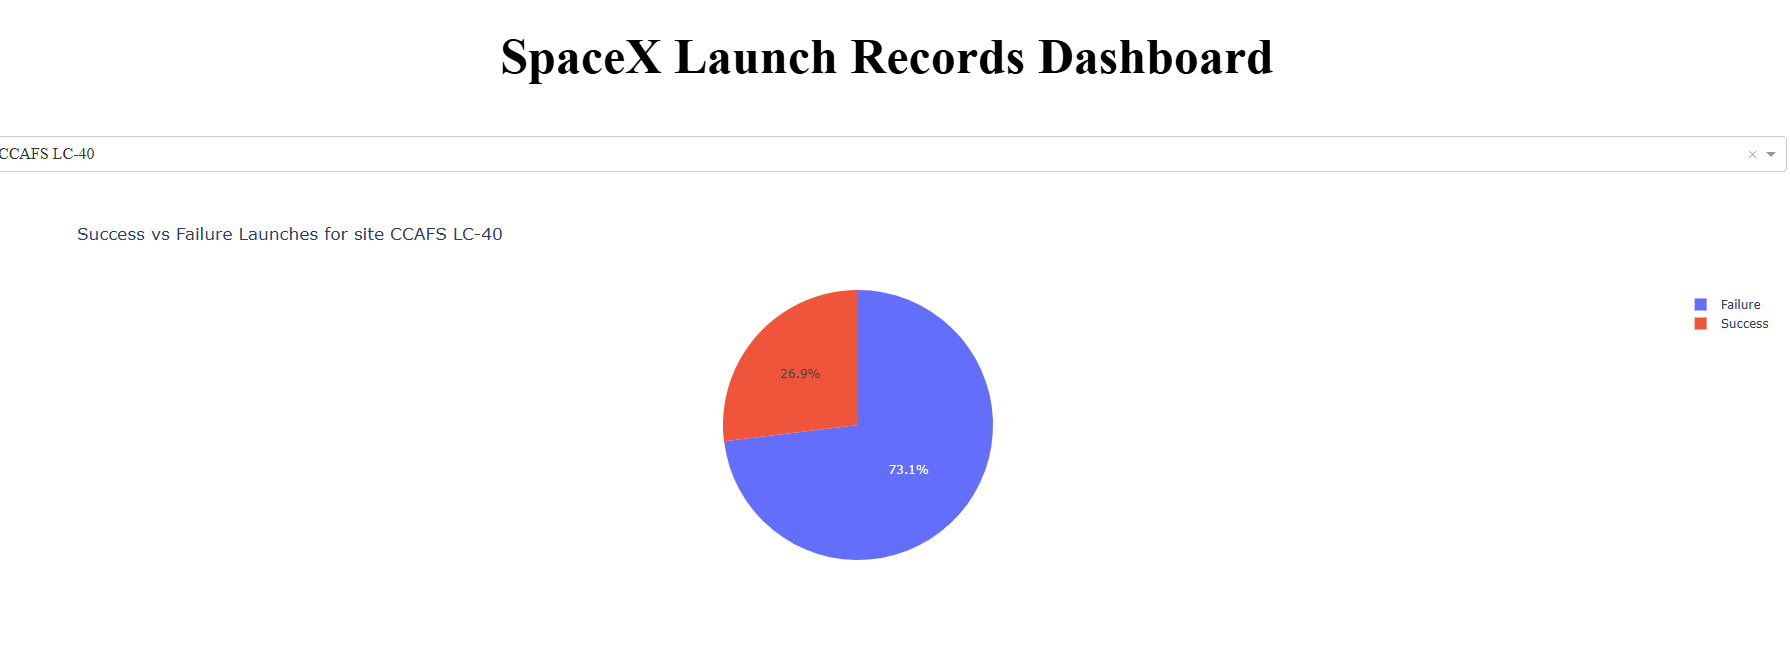 SpaceX Launch Records Dashboard
CCAFS LC-40
Success vs Failure Launches for site CCAFS LC-40
Failure
Success
26.9%
73.1%